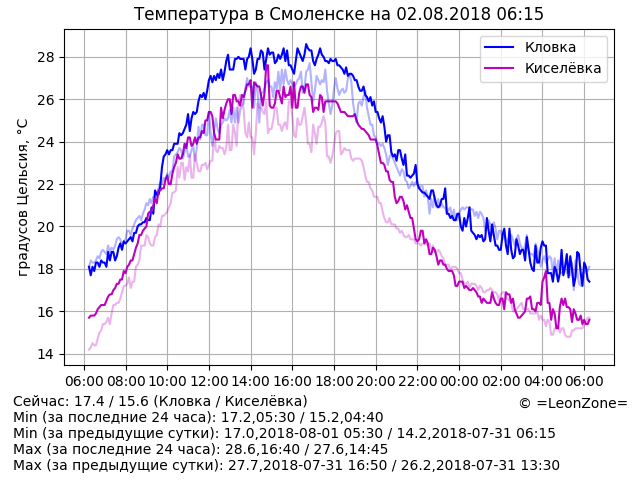 Температура в Смоленске на 02.08.2018 06:15
градусов Цельсия, °C
28
26
24
22
20
18
16
14
Кловка
Киселёвка
06:00 08:00 10:00 12:00 14:00 16:00 18:00 20:00 22:00 00:00 02:00 04:00 06:00
Сейчас: 17.4 / 15.6 (Кловка / Киселёвка)
© =LeonZone=
Min (за последние 24 часа): 17.2,05:30 / 15.2,04:40
Min (за предыдущие сутки): 17.0,2018-08-01 05:30 / 14.2,2018-07-31 06:15
Max (за последние 24 часа): 28.6,16:40 / 27.6,14:45
Max (за предыдущие сутки): 27.7,2018-07-31 16:50 / 26.2,2018-07-31 13:30